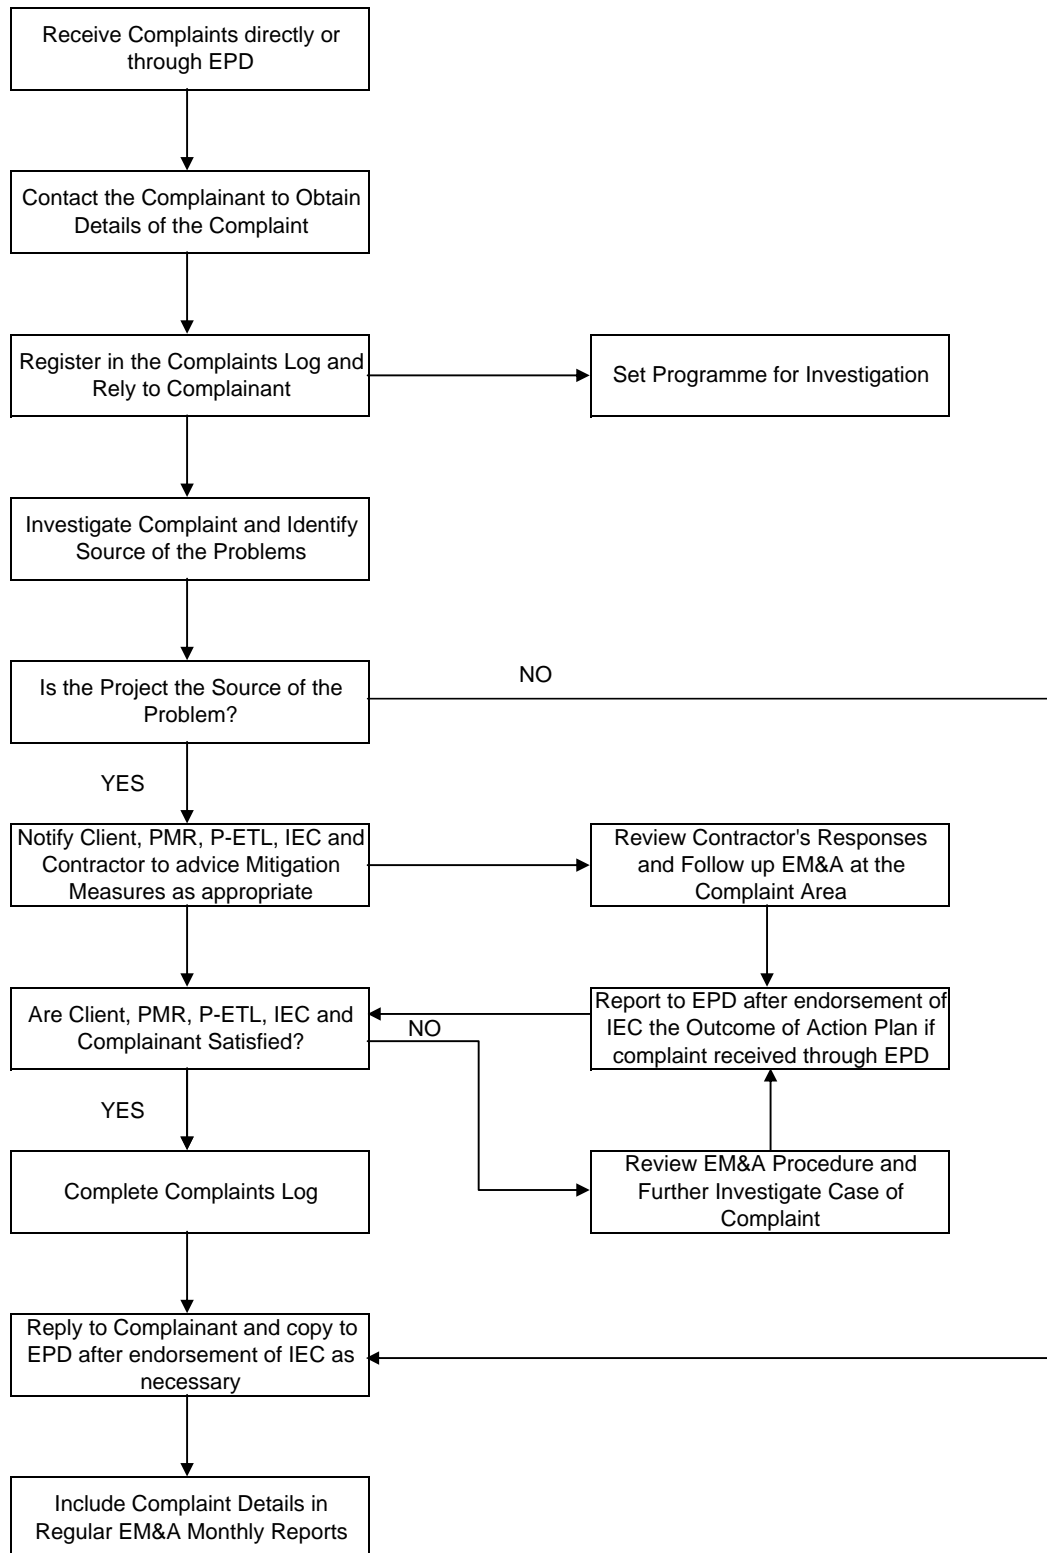 Receive Complaints directly or
through EPD
Contact the Complainant to Obtain
Details of the Complaint
Register in the Complaints Log and
Rely to Complainant
Set Programme for Investigation
Investigate Complaint and Identify
Source of the Problems
Is the Project the Source of the
Problem?
NO
YES
Notify Client, PMR, P-ETL, IEC and
Contractor to advice Mitigation
Measures as appropriate
Review Contractor's Responses
and Follow up EM&A at the
Complaint Area
Are Client, PMR, P-ETL, IEC and
Complainant Satisfied?
NO
Report to EPD after endorsement of
IEC the Outcome of Action Plan if
complaint received through EPD
YES
Complete Complaints Log
Review EM&A Procedure and
Further Investigate Case of
Complaint
Reply to Complainant and copy to
EPD after endorsement of IEC as
necessary
Include Complaint Details in
Regular EM&A Monthly Reports